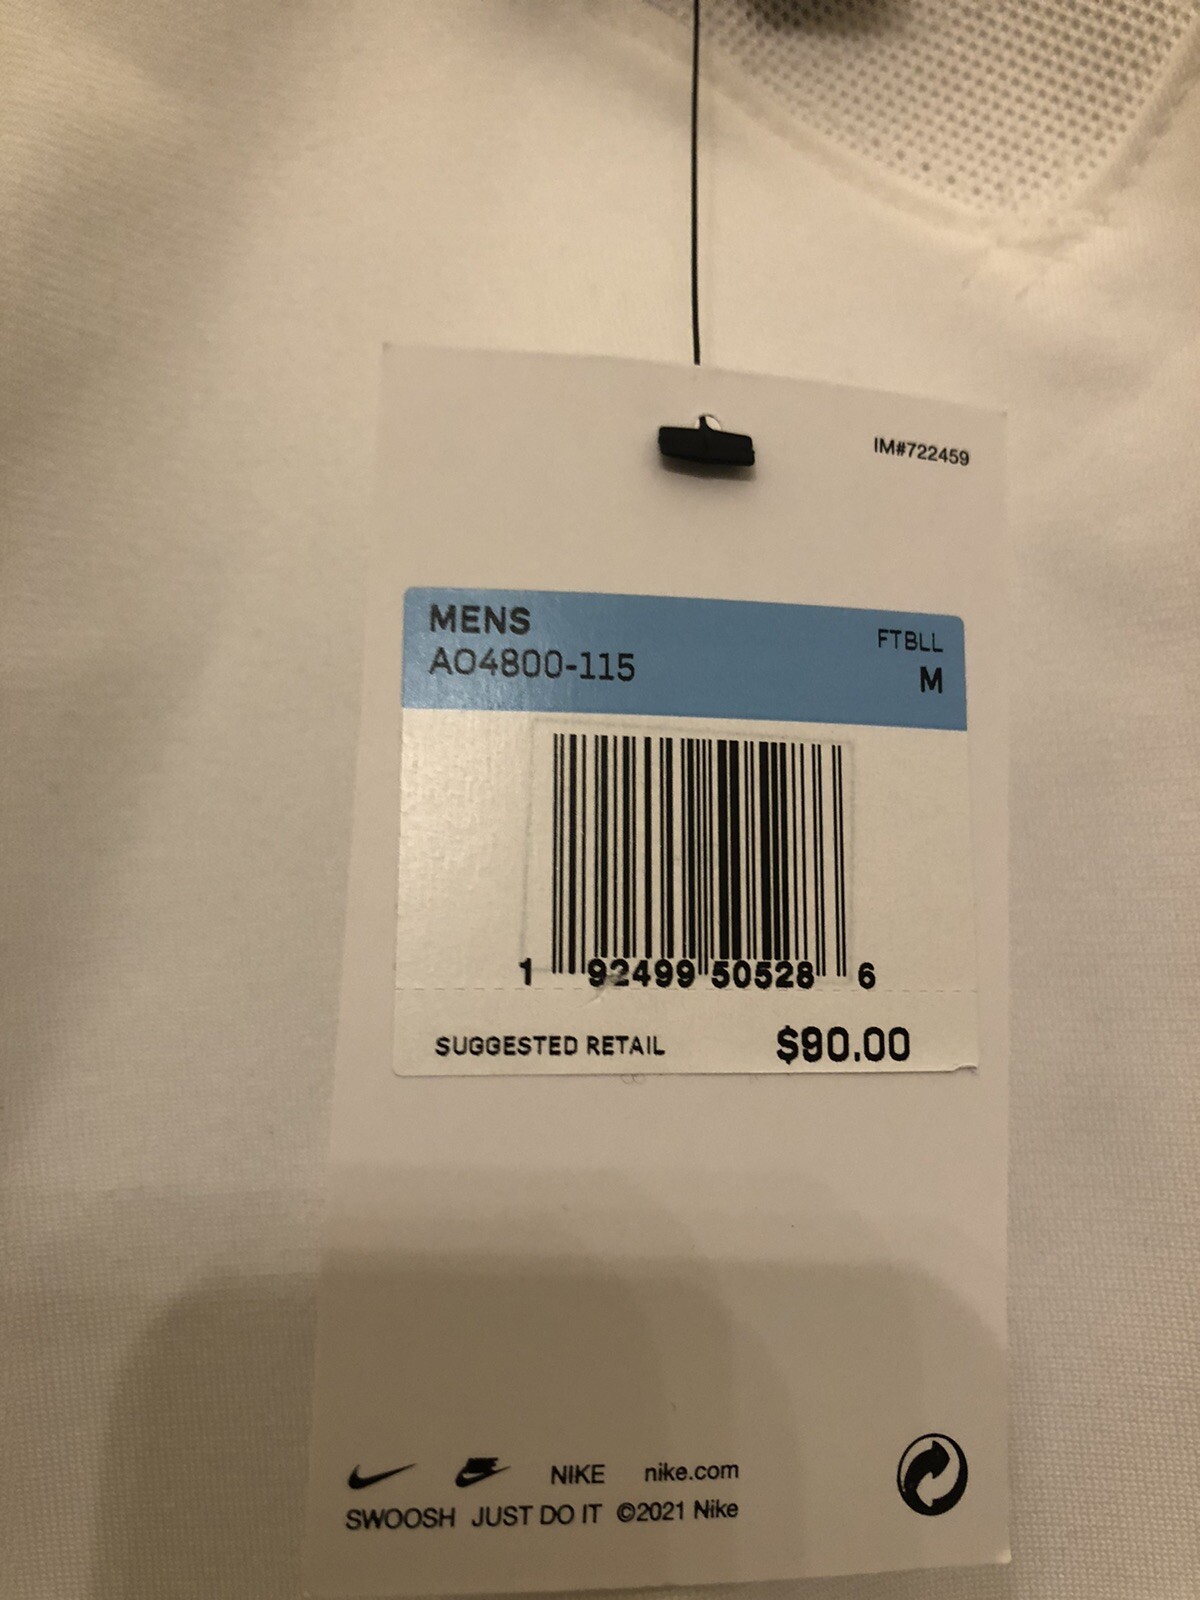 IM#722459
MENS
FTBLL
AO4800-115
M
1 92499 50528 6
SUGGESTED RETAIL $90.00
NIKE nike.com
SWOOSH JUST DO IT ©2021 Nike